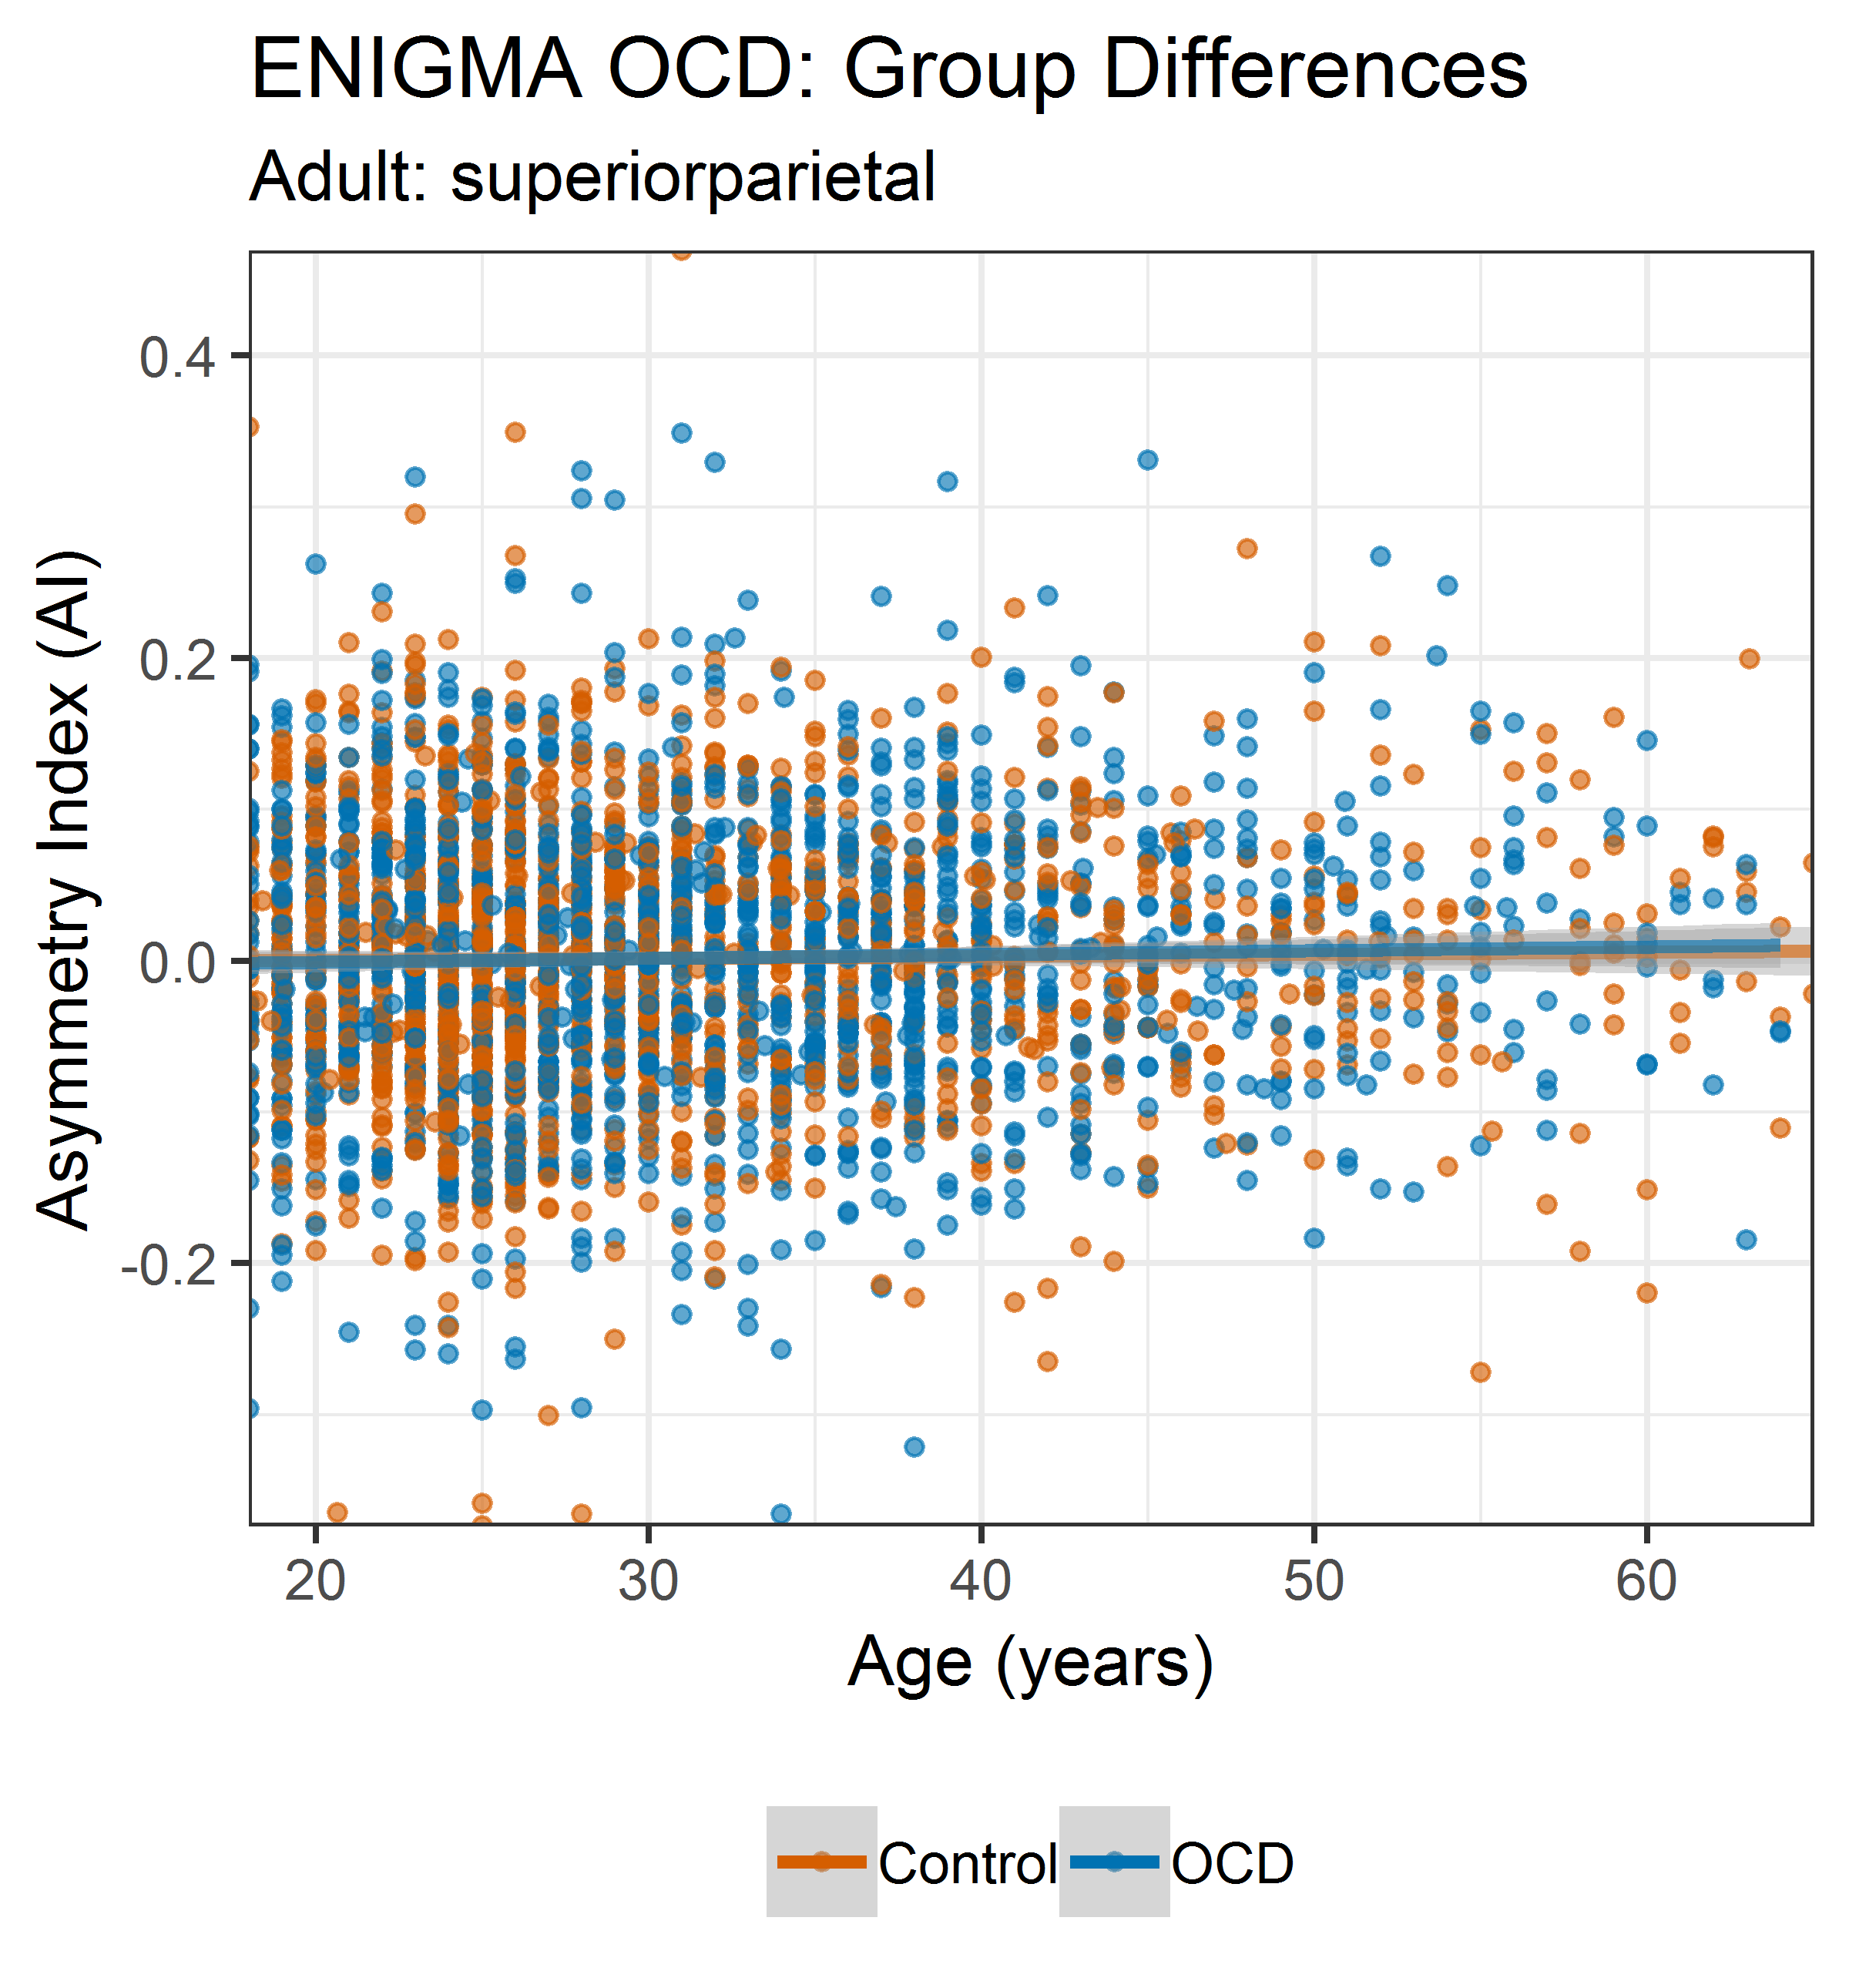 ENIGMA OCD: Group Differences
Adult: superiorparietal
Asymmetry Index (AI)
0.4
0.2
0.0
-0.2
20 30 40 50 60
Age (years)
Control OCD